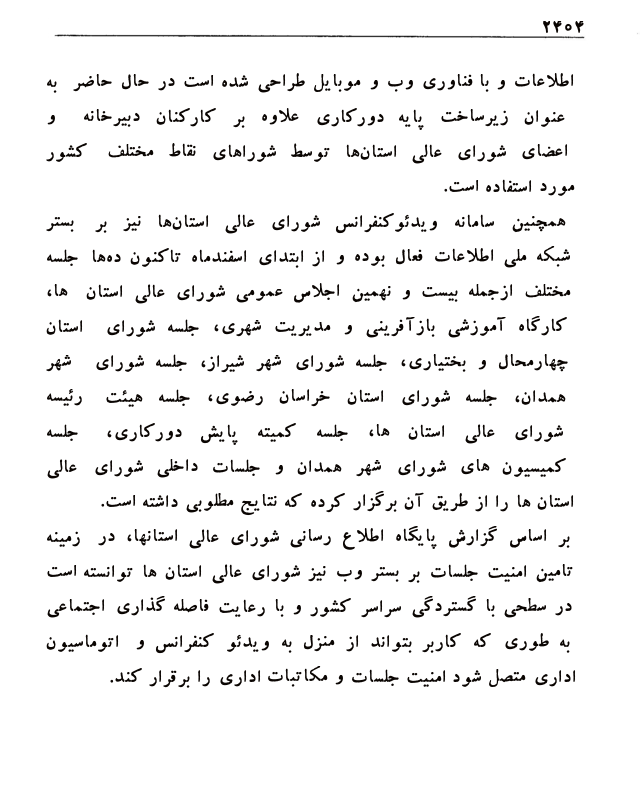 ۲۴۰۴
اطلاعات و با فناوری وب و موبایل طراحی شده است در حال حاضر به
عنوان زیرساخت پایه دورکاری علاوه بر کارکنان دبیرخانه و
اعضای شورای عالی استان‌ها توسط شوراهای نقاط مختلف کشور
مورد استفاده است.
همچنین سامانه ویدئوکنفرانس شورای عالی استان‌ها نیز بر بستر
شبکه ملی اطلاعات فعال بوده و از ابتدای اسفندماه تاکنون ده‌ها جلسه
مختلف ازجمله بیست و نهمین اجلاس عمومی شورای عالی استان ها،
کارگاه آموزشی بازآفرینی و مدیریت شهری، جلسه شورای استان
چهارمحال و بختیاری، جلسه شورای شهر شیراز، جلسه شورای شهر
همدان، جلسه شورای استان خراسان رضوی، جلسه هیئت رئیسه
شورای عالی استان ها، جلسه کمیته پایش دورکاری، جلسه
کمیسیون های شورای شهر همدان و جلسات داخلی شورای عالی
استان ها را از طریق آن برگزار کرده که نتایج مطلوبی داشته است.
بر اساس گزارش پایگاه اطلاع رسانی شورای عالی استانها، در زمینه
تامین امنیت جلسات بر بستر وب نیز شورای عالی استان ها توانسته است
در سطحی با گستردگی سراسر کشور و با رعایت فاصله گذاری اجتماعی
به طوری که کاربر بتواند از منزل به ویدئو کنفرانس و اتوماسیون
اداری متصل شود امنیت جلسات و مکاتبات اداری را برقرار کند.